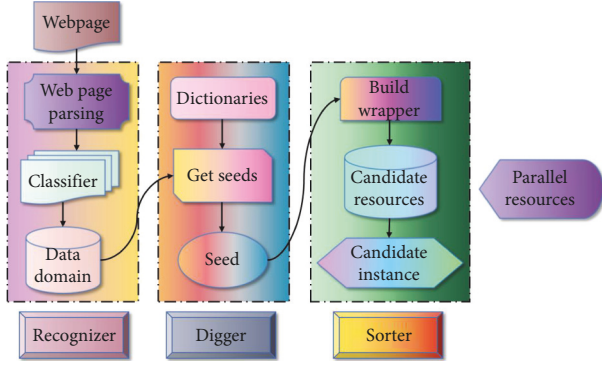 Webpage
Web page
parsing
Classifier
Data
domain
Recognizer
Dictionaries
Get seeds
Seed
Digger
Build
wrapper
Candidate
resources
Candidate
instance
Sorter
Parallel
resources